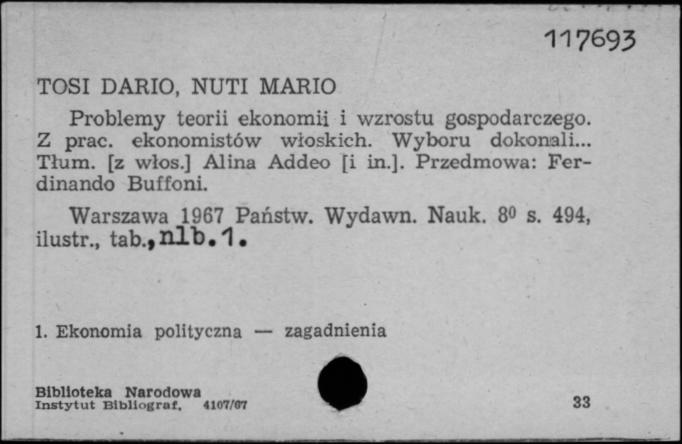 117693
TOSI DARIO, NUTI MARIO
Problemy teorii ekonomii i wzrostu gospodarczego.
Z prac. ekonomistów włoskich. Wyboru dokonali...
Tłum. [z włos.] Alina Addeo [i in.]. Przedmowa: Fer-
dinando Buffoni.
Warszawa 1967 Państw. Wydawn. Nauk. 8⁰ s. 494,
ilustr., tab., nlb. 1.
1. Ekonomia polityczna — zagadnienia
Biblioteka Narodowa
Instytut Bibliograf. 4107/67
33